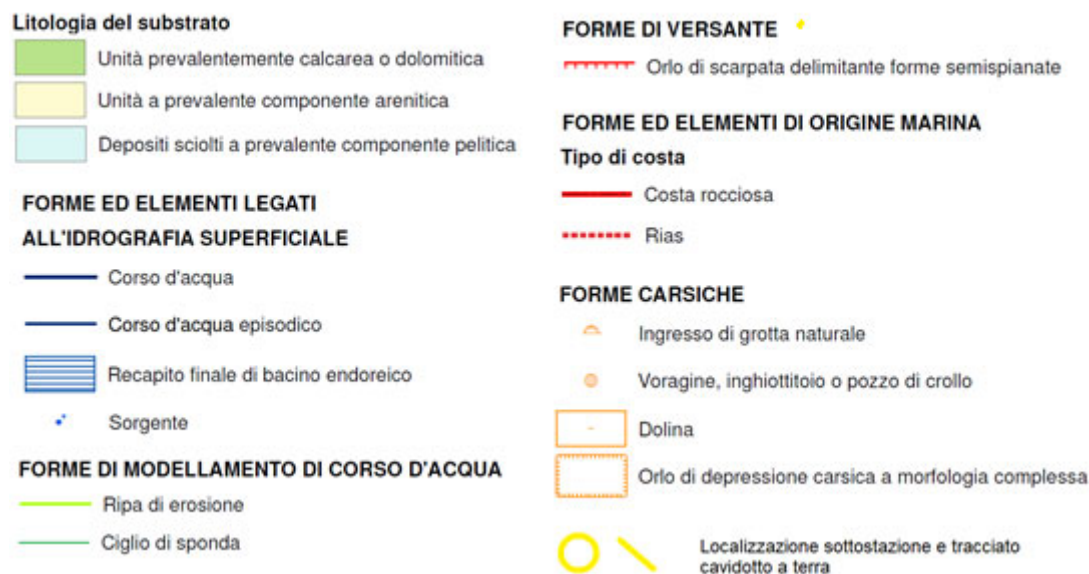 Litologia del substrato
Unità prevalentemente calcarea o dolomitica
Unità a prevalente componente arenitica
Depositi sciolti a prevalente componente pelitica
FORME ED ELEMENTI LEGATI
ALL'IDROGRAFIA SUPERFICIALE
Corso d'acqua
Corso d'acqua episodico
Recapito finale di bacino endoreico
Sorgente
FORME DI MODELLAMENTO DI CORSO D'ACQUA
Ripa di erosione
Ciglio di sponda
FORME DI VERSANTE
Orlo di scarpata delimitante forme semispianate
FORME ED ELEMENTI DI ORIGINE MARINA
Tipo di costa
Costa rocciosa
Rias
FORME CARSICHE
Ingresso di grotta naturale
Voragine, inghiottitoio o pozzo di crollo
Dolina
Orlo di depressione carsica a morfologia complessa
Localizzazione sottostazione e tracciato
cavidotto a terra